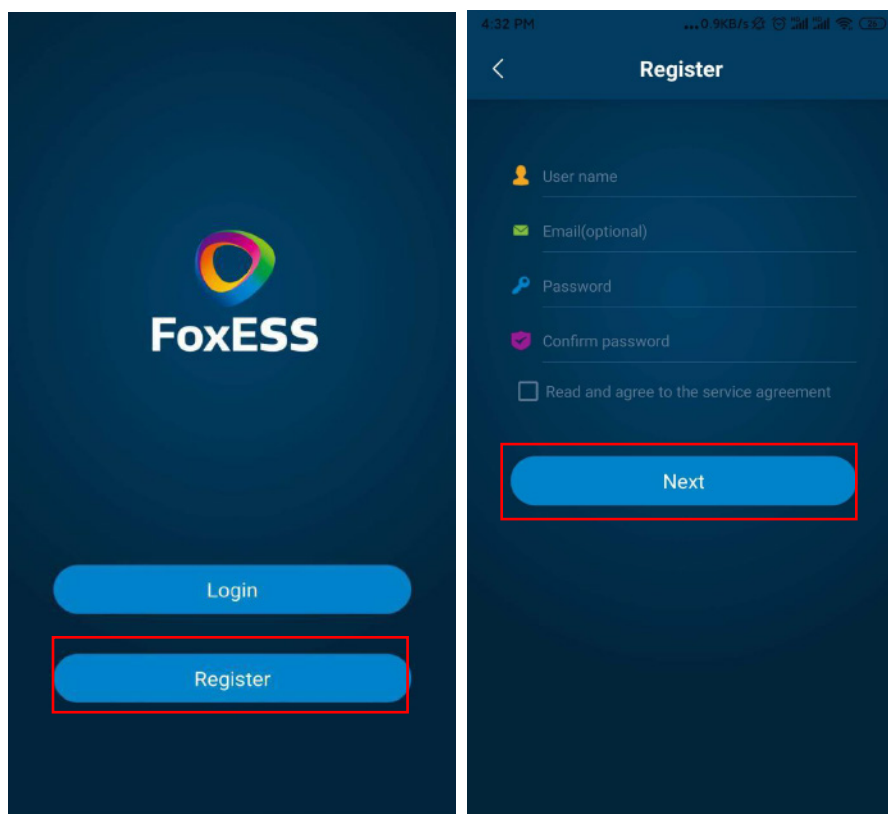 FoxESS
Login
Register
4:32 PM
...0.9KB/s
Register
User name
Email(optional)
Password
Confirm password
Read and agree to the service agreement
Next